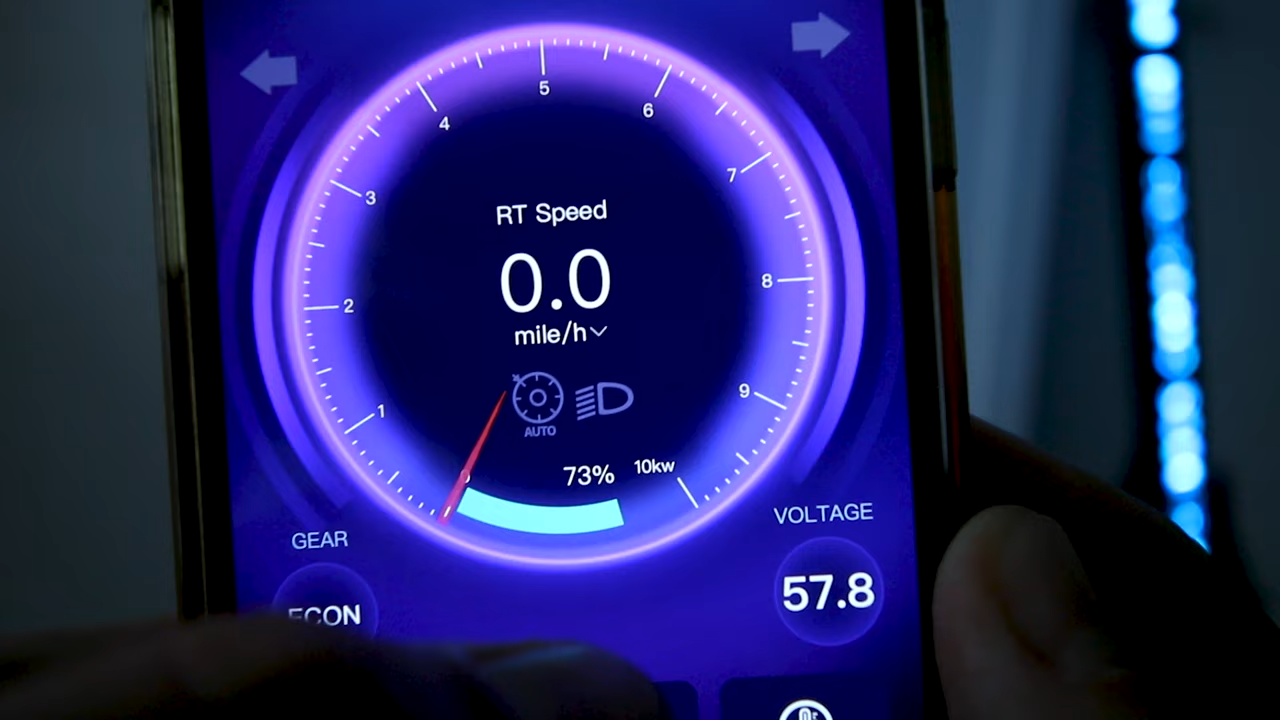 5
4
6
3
7
RT Speed
0.0
2
8
mile/h
1
9
AUTO
0
73%
10kw
GEAR
VOLTAGE
ECON
57.8